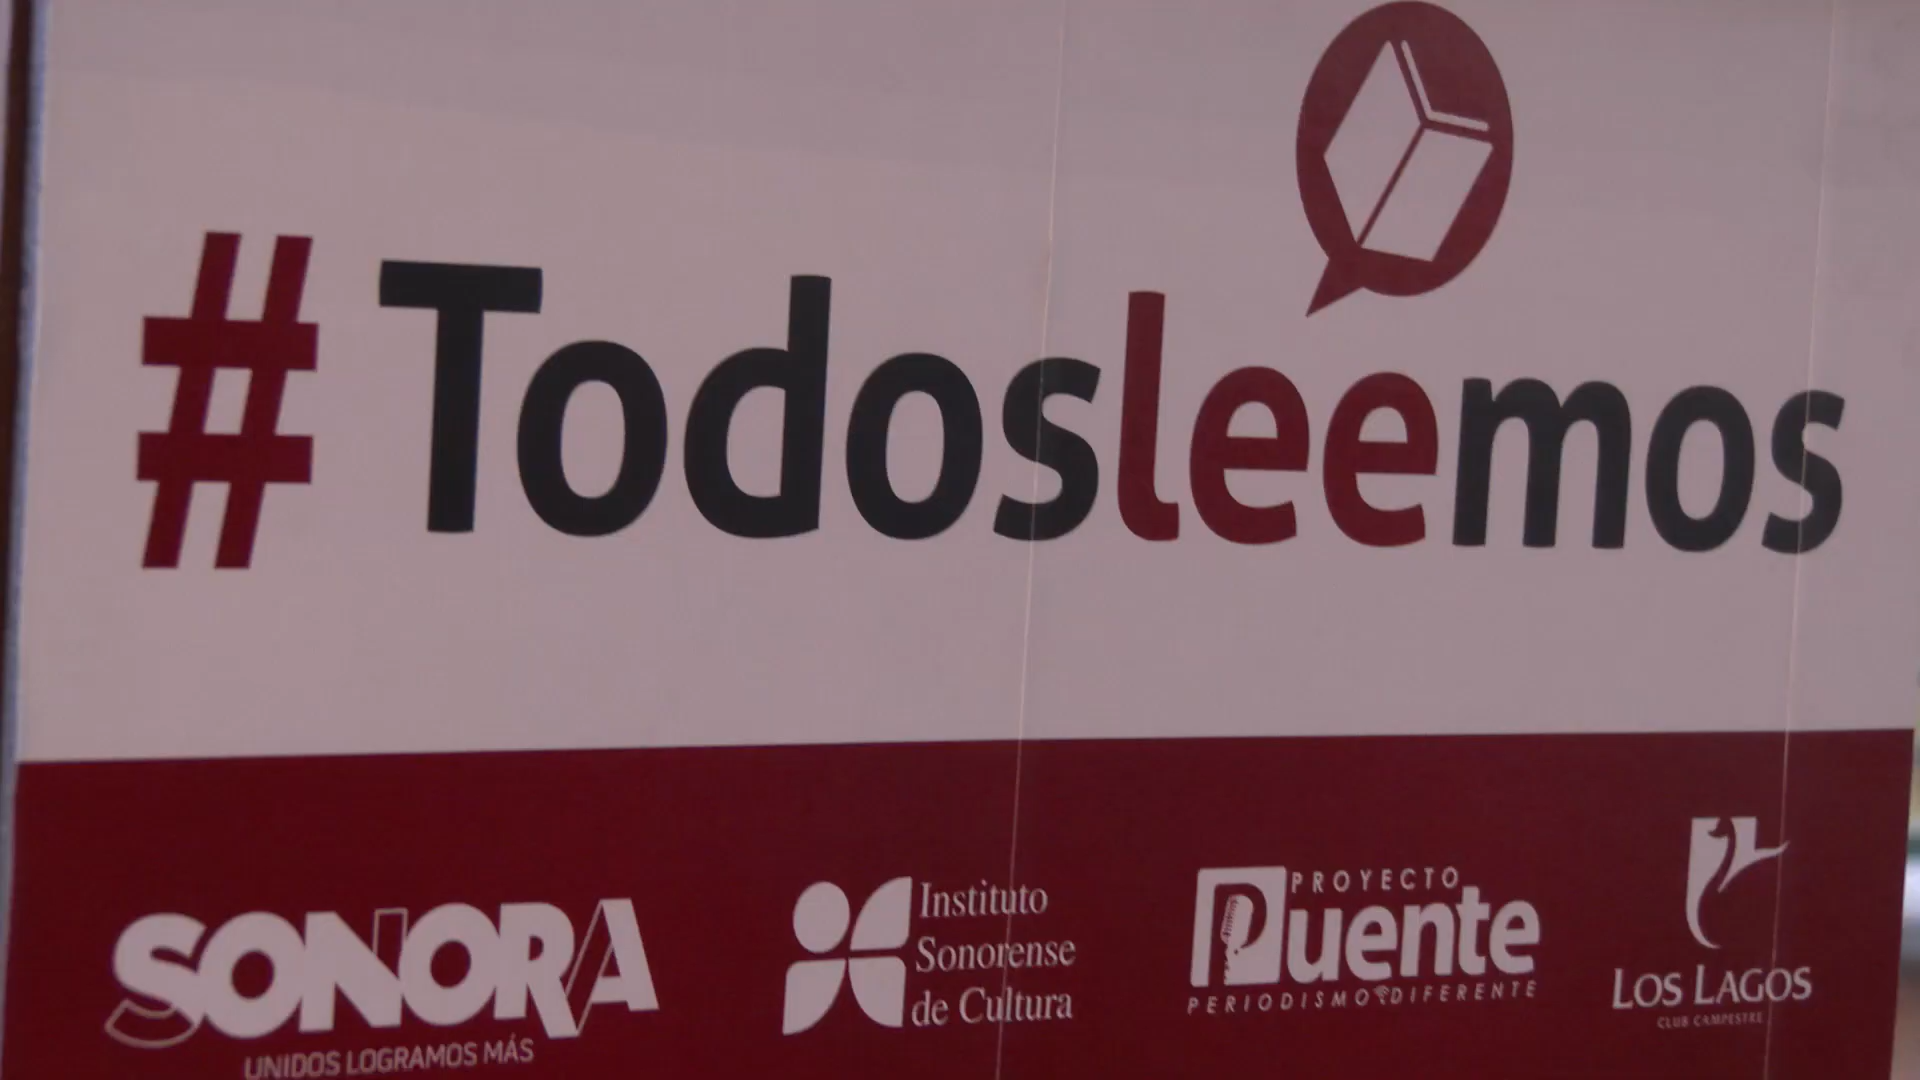 #Todosleemos
SONORA
UNIDOS LOGRAMOS MÁS
Instituto
Sonorense
de Cultura
PROYECTO
Puente
PERIODISMO DIFERENTE
LOS LAGOS
CLUB CAMPESTRE